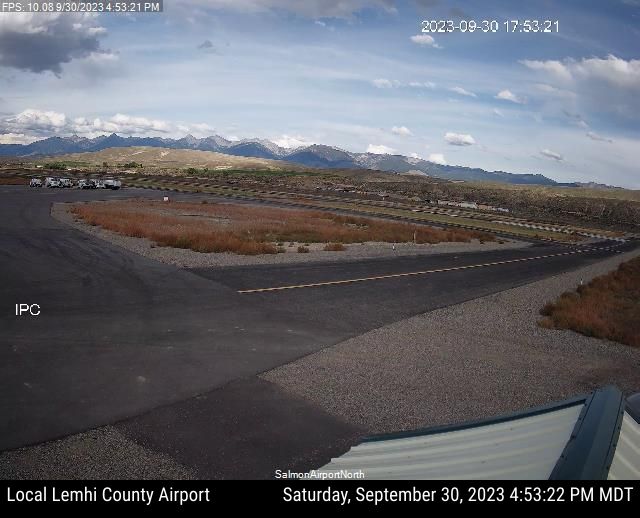 FPS: 10.08 9/30/2023 4:53:21 PM
2023-09-30 17:53:21
IPC
SalmonAirportNorth
Local Lemhi County Airport Saturday, September 30, 2023 4:53:22 PM MDT